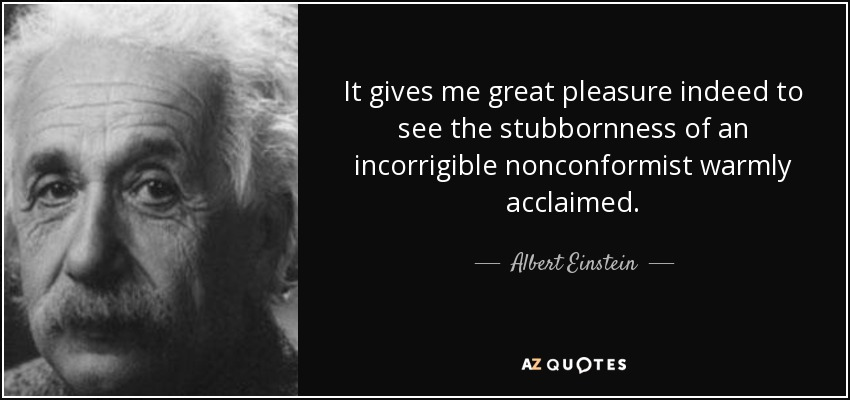 It gives me great pleasure indeed to
see the stubbornness of an
incorrigible nonconformist warmly
acclaimed.
Albert Einstein
AZ QUOTES